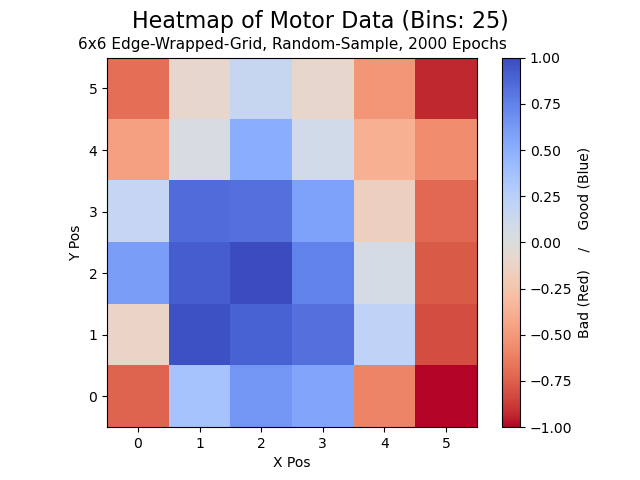 Heatmap of Motor Data (Bins: 25)
6x6 Edge-Wrapped-Grid, Random-Sample, 2000 Epochs
5
4
3
2
1
0
Y Pos
0 1 2 3 4 5
X Pos
1.00
0.75
0.50
0.25
0.00
−0.25
−0.50
−0.75
−1.00
Bad (Red) / Good (Blue)